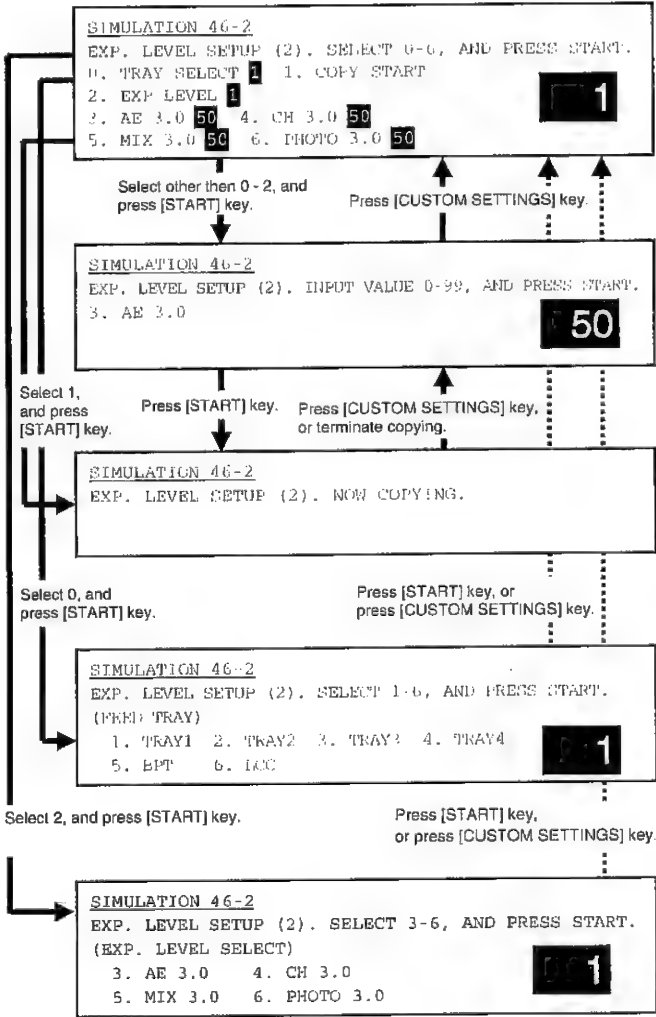 SIMULATION 46-2
EXP. LEVEL SETUP (2). SELECT 0-6, AND PRESS START.
0. TRAY SELECT 1 1. COPY START
2. EXP LEVEL 1
3. AE 3.0 50 4. CH 3.0 50
5. MIX 3.0 50 6. PHOTO 3.0 50
1
Select other then 0 - 2, and
press [START] key.
Press [CUSTOM SETTINGS] key.
SIMULATION 46-2
EXP. LEVEL SETUP (2). INPUT VALUE 0-99, AND PRESS START.
3. AE 3.0
50
Select 1,
and press
[START] key.
Press [START] key.
Press [CUSTOM SETTINGS] key,
or terminate copying.
SIMULATION 46-2
EXP. LEVEL SETUP (2). NOW COPYING.
Select 0, and
press [START] key.
Press [START] key, or
press [CUSTOM SETTINGS] key.
SIMULATION 46-2
EXP. LEVEL SETUP (2). SELECT 1-6, AND PRESS START.
(FEED TRAY)
1. TRAY1 2. TRAY2 3. TRAY3 4. TRAY4
5. BPT 6. LCC
1
Select 2, and press [START] key.
Press [START] key,
or press [CUSTOM SETTINGS] key.
SIMULATION 46-2
EXP. LEVEL SETUP (2). SELECT 3-6, AND PRESS START.
(EXP. LEVEL SELECT)
3. AE 3.0 4. CH 3.0
5. MIX 3.0 6. PHOTO 3.0
1